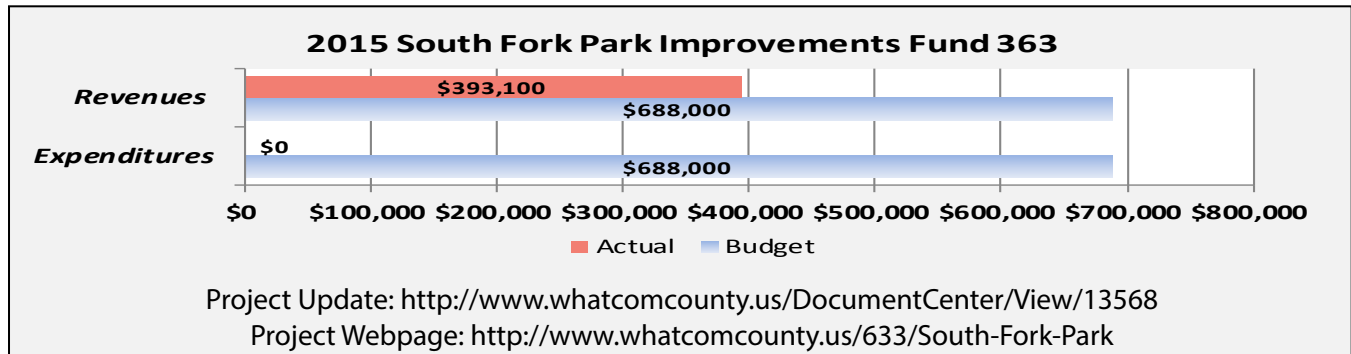 2015 South Fork Park Improvements Fund 363
Revenues
$393,100
$688,000
Expenditures
$0
$688,000
$0 $100,000 $200,000 $300,000 $400,000 $500,000 $600,000 $700,000 $800,000
Actual Budget
Project Update: http://www.whatcomcounty.us/DocumentCenter/View/13568
Project Webpage: http://www.whatcomcounty.us/633/South-Fork-Park